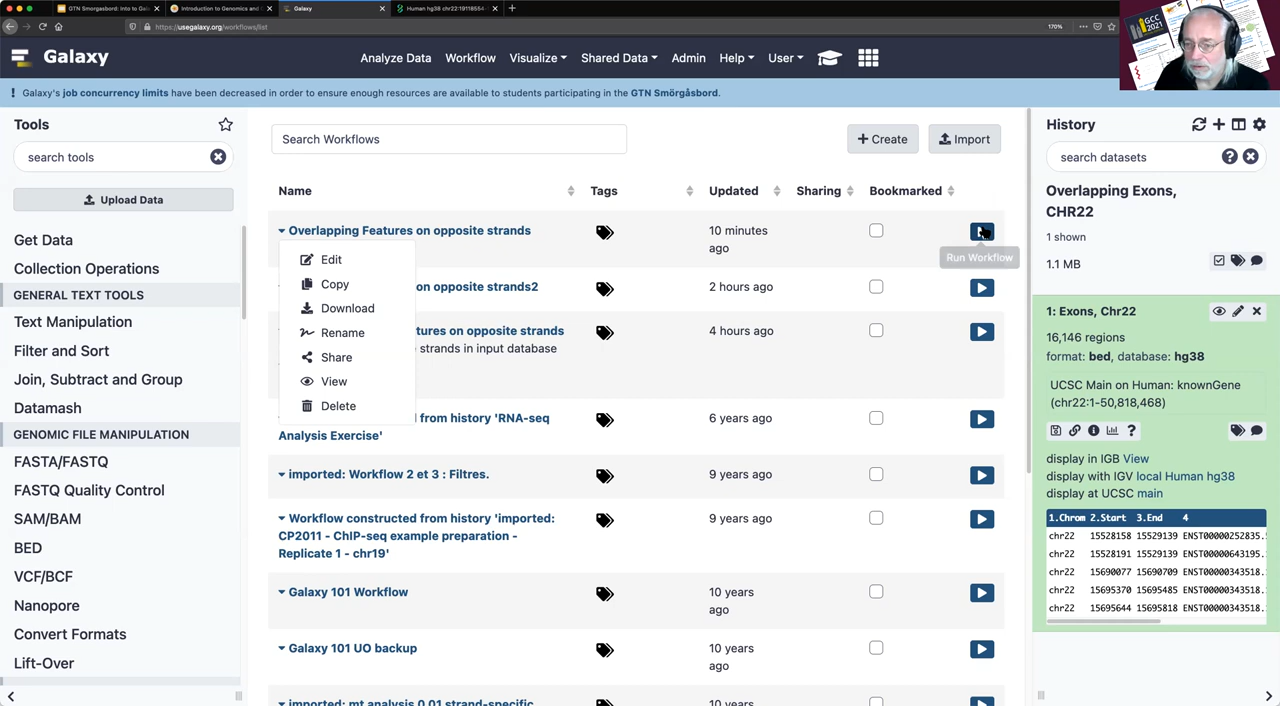 GTN Smorgasbord: Into to Gala
Introduction to Genomics and G
Galaxy
Human hg38 chr22:19118554-
https://usegalaxy.org/workflows/list
170%
GCC
2021
Galaxy
Analyze Data Workflow Visualize Shared Data Admin Help User
! Galaxy's job concurrency limits have been decreased in order to ensure enough resources are available to students participating in the GTN Smörgåsbord.
Tools
search tools
Upload Data
Get Data
Collection Operations
GENERAL TEXT TOOLS
Text Manipulation
Filter and Sort
Join, Subtract and Group
Datamash
GENOMIC FILE MANIPULATION
FASTA/FASTQ
FASTQ Quality Control
SAM/BAM
BED
VCF/BCF
Nanopore
Convert Formats
Lift-Over
Search Workflows
+ Create
Import
Name Tags Updated Sharing Bookmarked
Overlapping Features on opposite strands
10 minutes
ago
Run Workflow
Edit
Copy
Download
Rename
Share
View
Delete
on opposite strands2
2 hours ago
tures on opposite strands
4 hours ago
strands in input database
d from history 'RNA-seq
Analysis Exercise'
6 years ago
imported: Workflow 2 et 3 : Filtres.
9 years ago
Workflow constructed from history 'imported:
CP2011 - ChIP-seq example preparation -
Replicate 1 - chr19'
9 years ago
Galaxy 101 Workflow
10 years
ago
Galaxy 101 UO backup
10 years
ago
imported: mt analysis 0.01 strand-specific
10 years
History
search datasets
Overlapping Exons,
CHR22
1 shown
1.1 MB
1: Exons, Chr22
16,146 regions
format: bed, database: hg38
UCSC Main on Human: knownGene
(chr22:1-50,818,468)
display in IGB View
display with IGV local Human hg38
display at UCSC main
1.Chrom 2.Start 3.End 4
chr22 15528158 15529139 ENST00000252835.
chr22 15528191 15529139 ENST00000643195.
chr22 15690077 15690709 ENST00000343518.
chr22 15695370 15695485 ENST00000343518.
chr22 15695644 15695818 ENST00000343518.